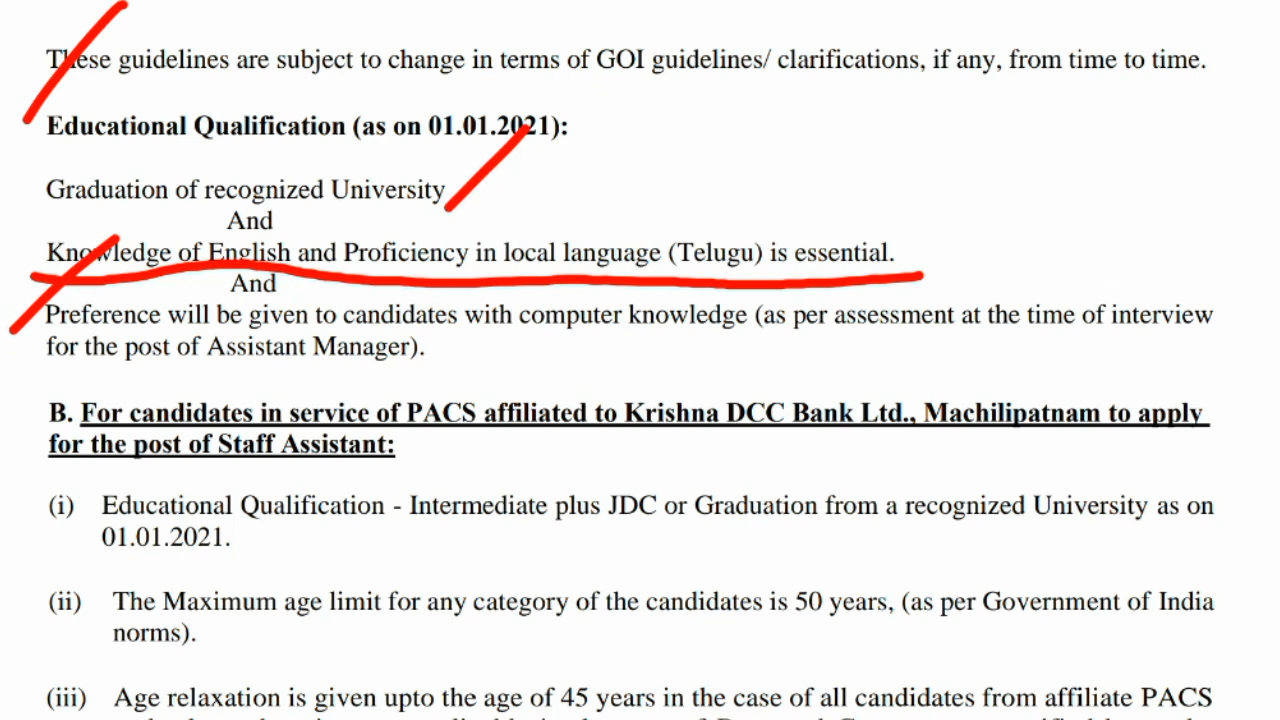 These guidelines are subject to change in terms of GOI guidelines/ clarifications, if any, from time to time.
Educational Qualification (as on 01.01.2021):
Graduation of recognized University
And
Knowledge of English and Proficiency in local language (Telugu) is essential.
And
Preference will be given to candidates with computer knowledge (as per assessment at the time of interview
for the post of Assistant Manager).
B. For candidates in service of PACS affiliated to Krishna DCC Bank Ltd., Machilipatnam to apply
for the post of Staff Assistant:
(i) Educational Qualification - Intermediate plus JDC or Graduation from a recognized University as on
01.01.2021.
(ii) The Maximum age limit for any category of the candidates is 50 years, (as per Government of India
norms).
(iii) Age relaxation is given upto the age of 45 years in the case of all candidates from affiliate PACS